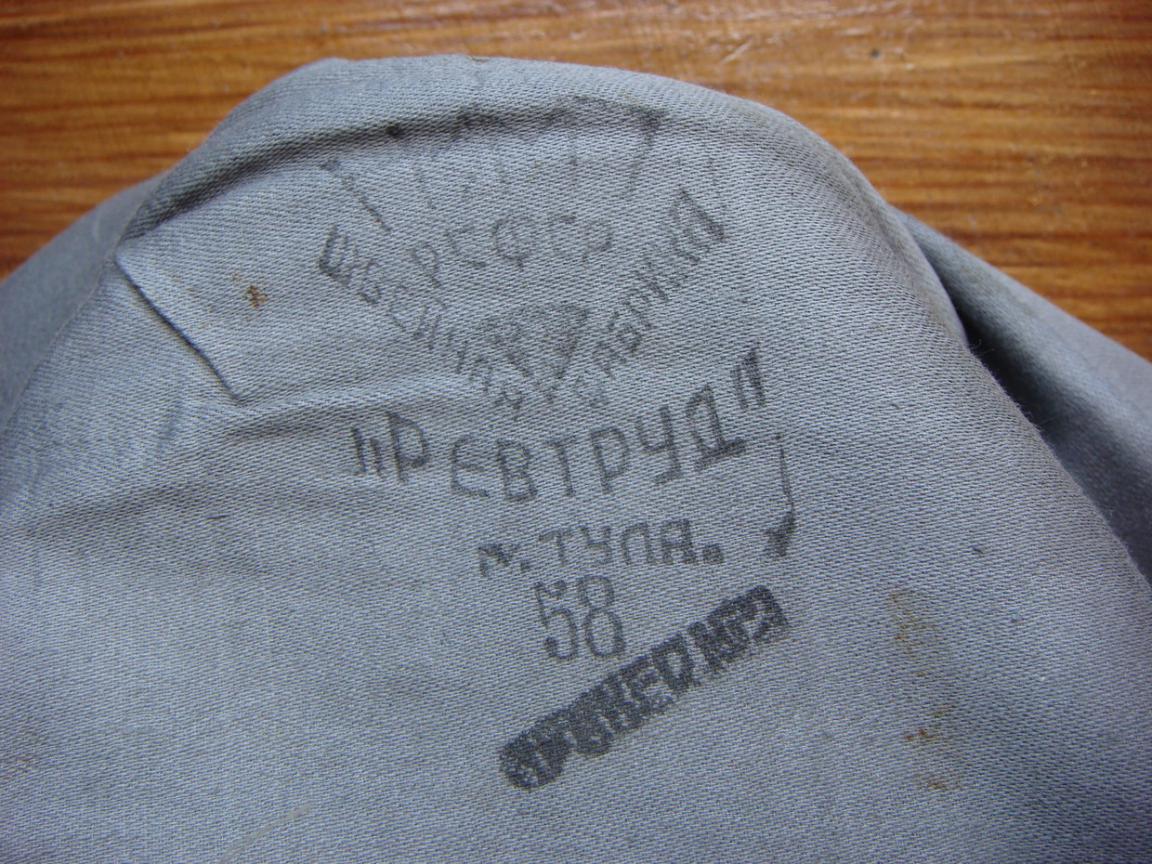 РСФСР
ШВЕЙНАЯ ФАБРИКА
"РЕВТРУД"
г. ТУЛА.
58